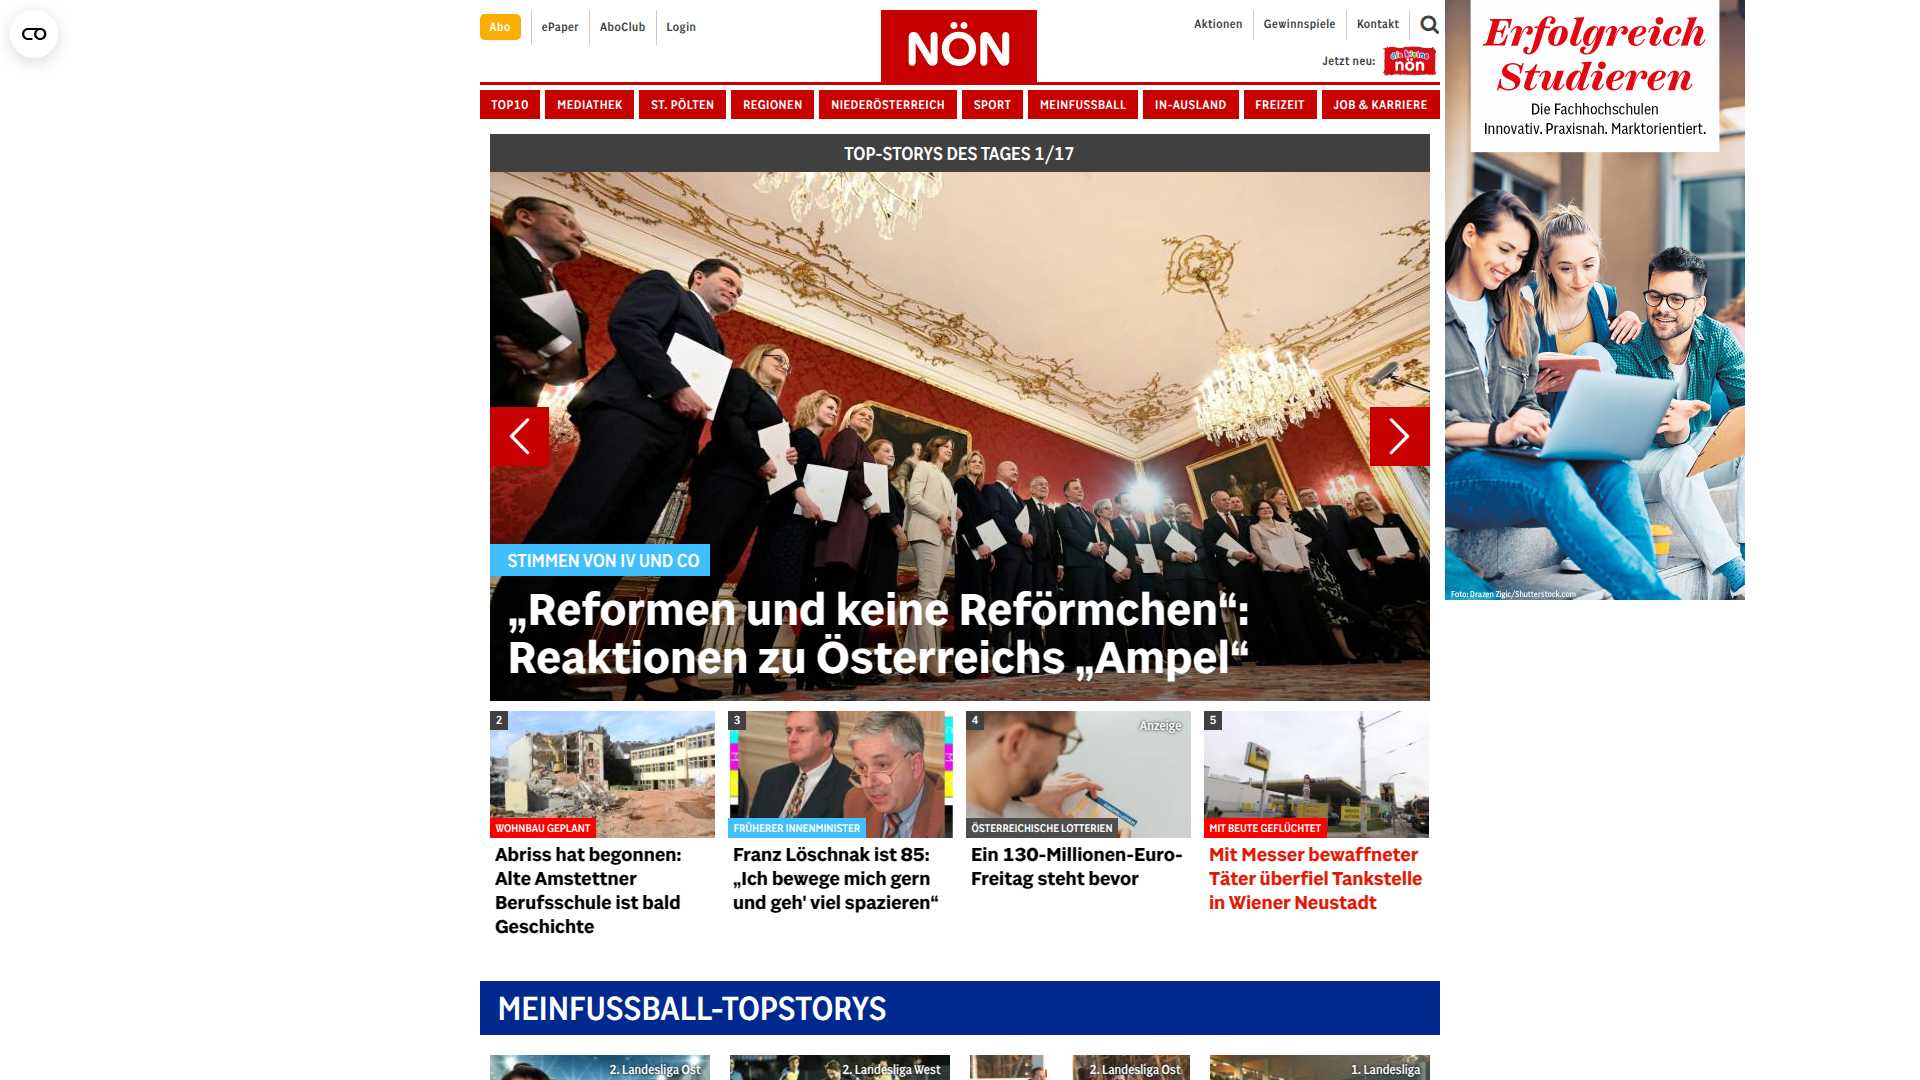 Abo
ePaper
AboClub
Login
NÖN
Aktionen
Gewinnspiele
Kontakt
Jetzt neu:
die kleine
nön
TOP10
MEDIATHEK
ST. PÖLTEN
REGIONEN
NIEDERÖSTERREICH
SPORT
MEINFUSSBALL
IN-AUSLAND
FREIZEIT
JOB & KARRIERE
Erfolgreich
Studieren
Die Fachhochschulen
Innovativ. Praxisnah. Marktorientiert.
Foto: Drazen Zigic/Shutterstock.com
TOP-STORYS DES TAGES 1/17
STIMMEN VON IV UND CO
„Reformen und keine Reförmchen“:
Reaktionen zu Österreichs „Ampel“
2
WOHNBAU GEPLANT
Abriss hat begonnen:
Alte Amstettner
Berufsschule ist bald
Geschichte
3
FRÜHERER INNENMINISTER
Franz Löschnak ist 85:
„Ich bewege mich gern
und geh' viel spazieren“
4
Anzeige
ÖSTERREICHISCHE LOTTERIEN
Ein 130-Millionen-Euro-
Freitag steht bevor
5
MIT BEUTE GEFLÜCHTET
Mit Messer bewaffneter
Täter überfiel Tankstelle
in Wiener Neustadt
MEINFUSSBALL-TOPSTORYS
2. Landesliga Ost
2. Landesliga West
2. Landesliga Ost
1. Landesliga